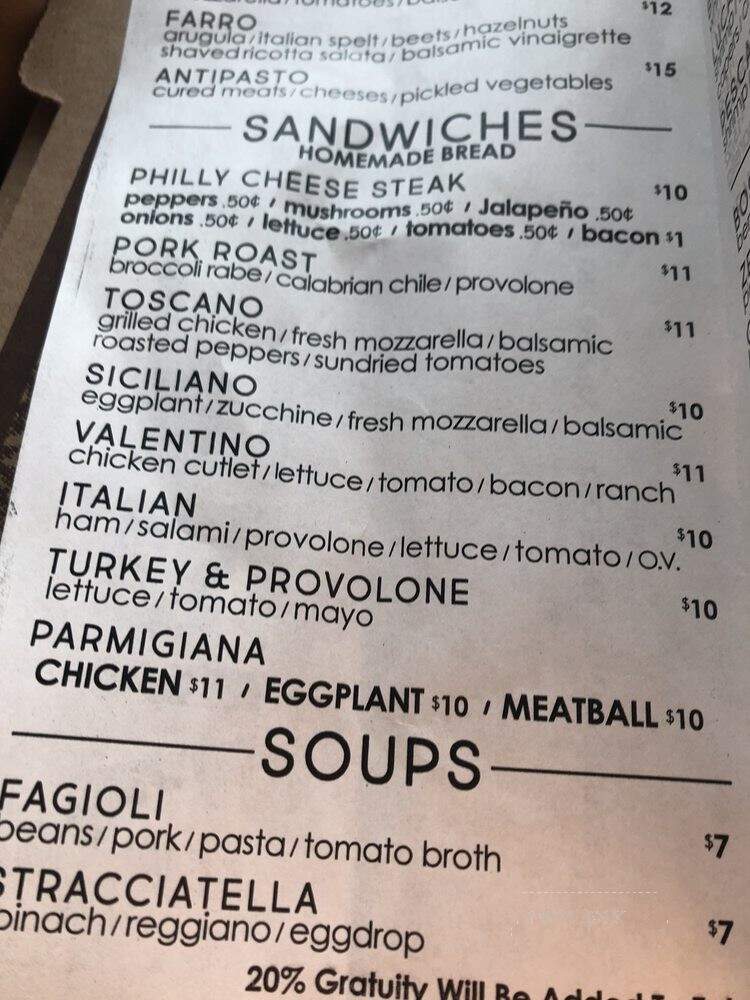 $12
FARRO
arugula/italian spelt/beets/hazelnuts
shaved ricotta salata/balsamic vinaigrette
ANTIPASTO $15
cured meats/cheeses/pickled vegetables
SANDWICHES
HOMEMADE BREAD
PHILLY CHEESE STEAK $10
peppers .50¢ / mushrooms .50¢ / Jalapeño .50¢
onions .50¢ / lettuce .50¢ / tomatoes .50¢ / bacon $1
PORK ROAST $11
broccoli rabe/calabrian chile/provolone
TOSCANO $11
grilled chicken/fresh mozzarella/balsamic
roasted peppers/sundried tomatoes
SICILIANO $10
eggplant/zucchine/fresh mozzarella/balsamic
VALENTINO $11
chicken cutlet/lettuce/tomato/bacon/ranch
ITALIAN $10
ham/salami/provolone/lettuce/tomato/O.V.
TURKEY & PROVOLONE $10
lettuce/tomato/mayo
PARMIGIANA
CHICKEN $11 / EGGPLANT $10 / MEATBALL $10
SOUPS
FAGIOLI $7
beans/pork/pasta/tomato broth
STRACCIATELLA $7
pinach/reggiano/eggdrop
20% Gratuity Will Be Added